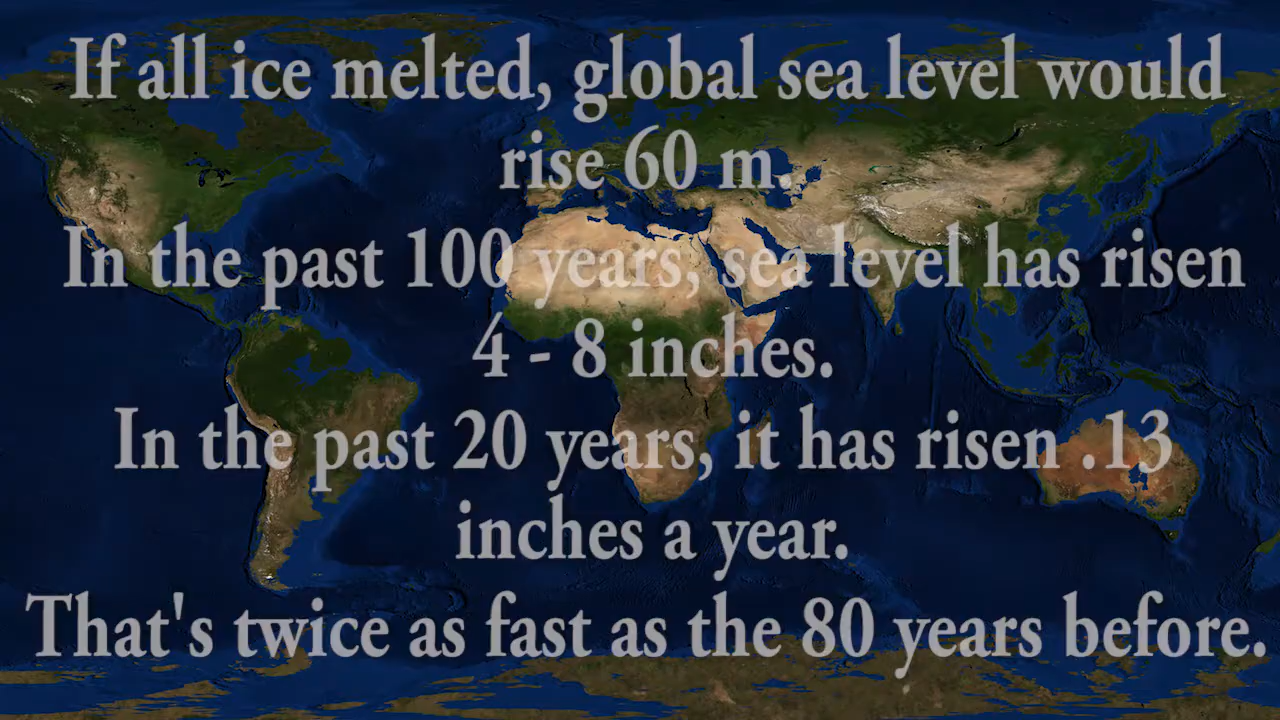 If all ice melted, global sea level would
rise 60 m.
In the past 100 years, sea level has risen
4 - 8 inches.
In the past 20 years, it has risen .13
inches a year.
That's twice as fast as the 80 years before.